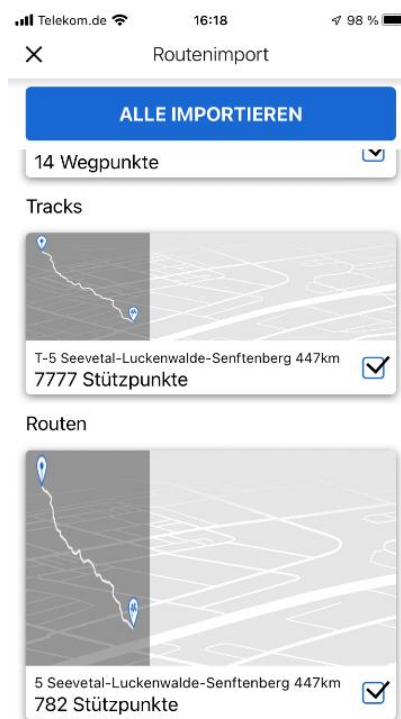 Telekom.de 16:18 98 %
Routenimport
ALLE IMPORTIEREN
14 Wegpunkte
Tracks
T-5 Seevetal-Luckenwalde-Senftenberg 447km
7777 Stützpunkte
Routen
5 Seevetal-Luckenwalde-Senftenberg 447km
782 Stützpunkte